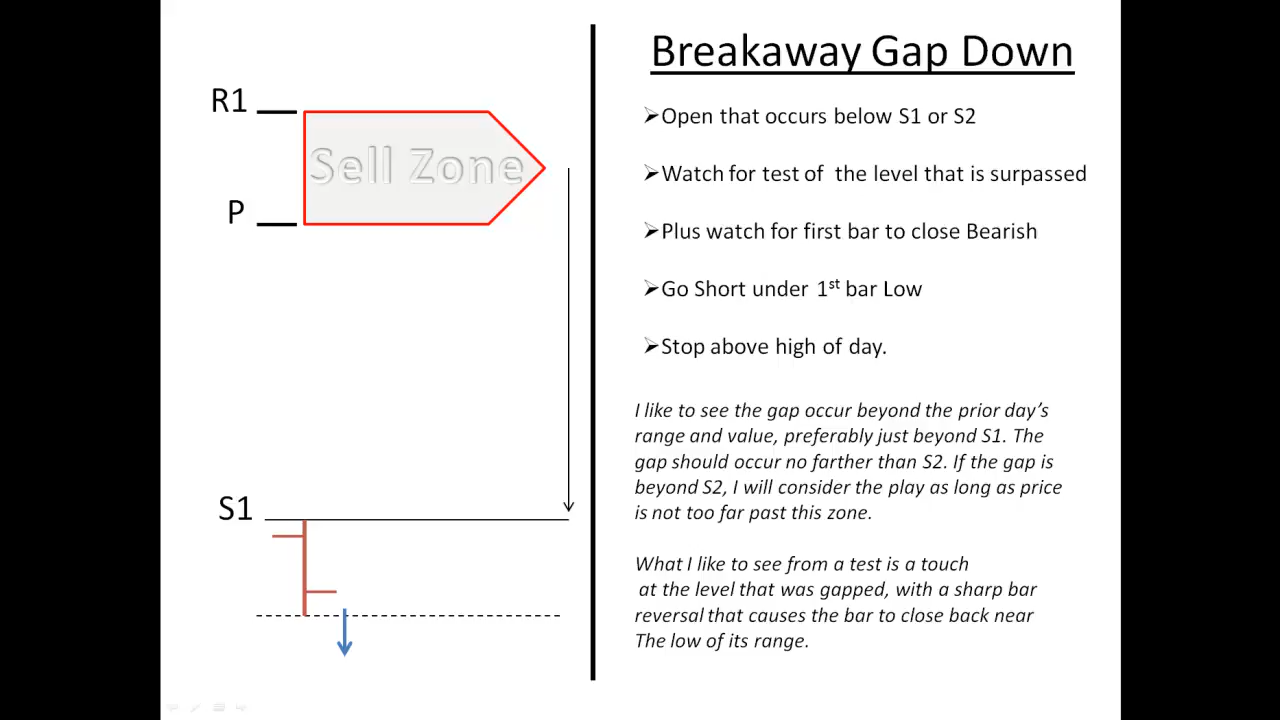 Breakaway Gap Down
R1
Sell Zone
P
S1
➢Open that occurs below S1 or S2
➢Watch for test of the level that is surpassed
➢Plus watch for first bar to close Bearish
➢Go Short under 1st bar Low
➢Stop above high of day.
I like to see the gap occur beyond the prior day's
range and value, preferably just beyond S1. The
gap should occur no farther than S2. If the gap is
beyond S2, I will consider the play as long as price
is not too far past this zone.
What I like to see from a test is a touch
at the level that was gapped, with a sharp bar
reversal that causes the bar to close back near
The low of its range.